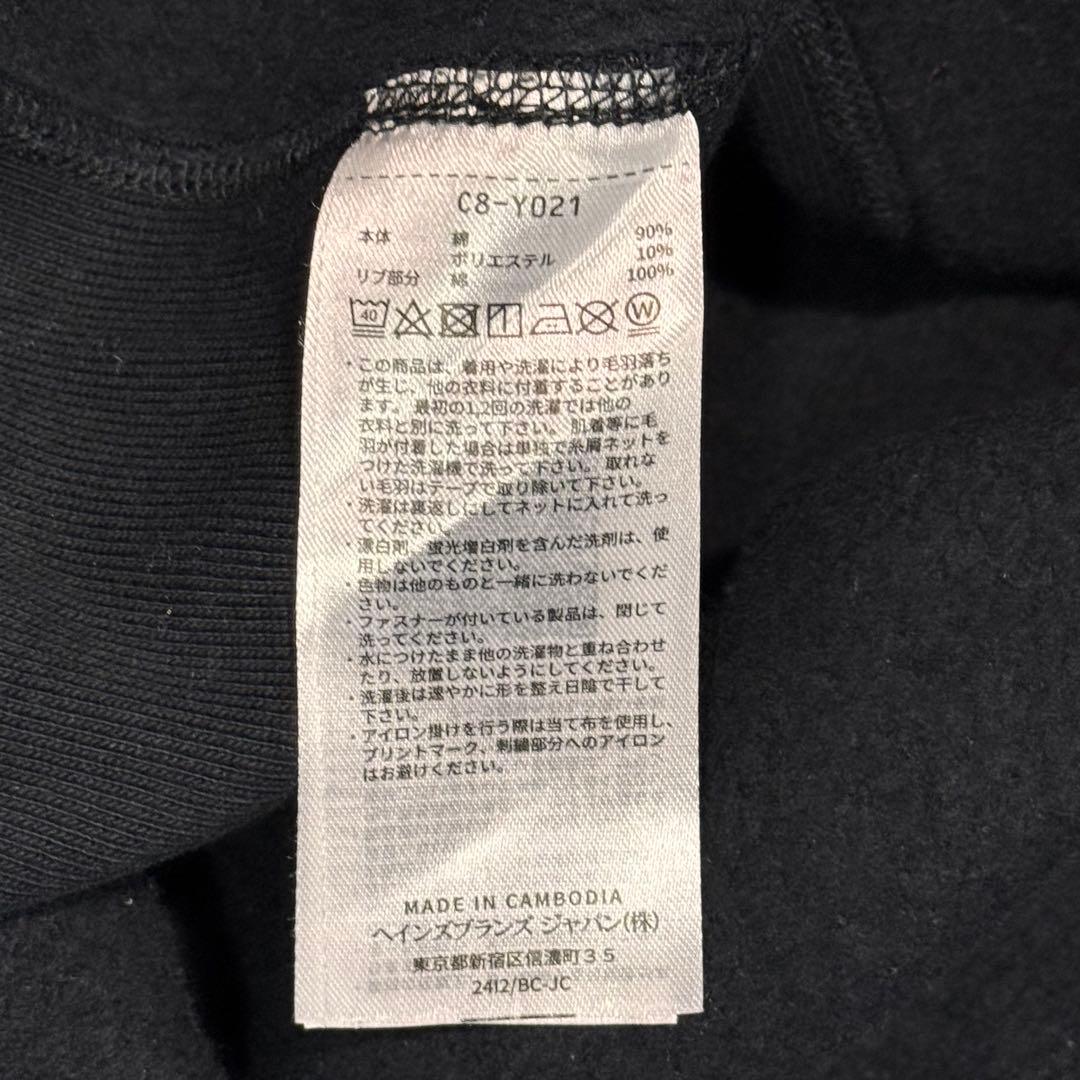 C8-Y021
本体 綿 90%
ポリエステル 10%
リブ部分 綿 100%
40 W
・この商品は、着用や洗濯により毛羽落ち
が生じ、他の衣料に付着することがあり
ます。最初の1,2回の洗濯では他の
衣料と別に洗って下さい。肌着等に毛
羽が付着した場合は単独で糸屑ネットを
つけた洗濯機で洗って下さい。取れな
い毛羽はテープで取り除いて下さい。
・洗濯は裏返しにしてネットに入れて洗っ
てください。
・漂白剤、蛍光増白剤を含んだ洗剤は、使
用しないでください。
・色物は他のものと一緒に洗わないでくだ
さい。
・ファスナーが付いている製品は、閉じて
洗ってください。
・水につけたまま他の洗濯物と重ね合わせ
たり、放置しないようにしてください。
・洗濯後は速やかに形を整え日陰で干して
下さい。
・アイロン掛けを行う際は当て布を使用し、
プリントマーク、刺繍部分へのアイロン
はお避けください。
MADE IN CAMBODIA
ヘインズブランズ ジャパン(株)
東京都新宿区信濃町35
2412/BC-JC